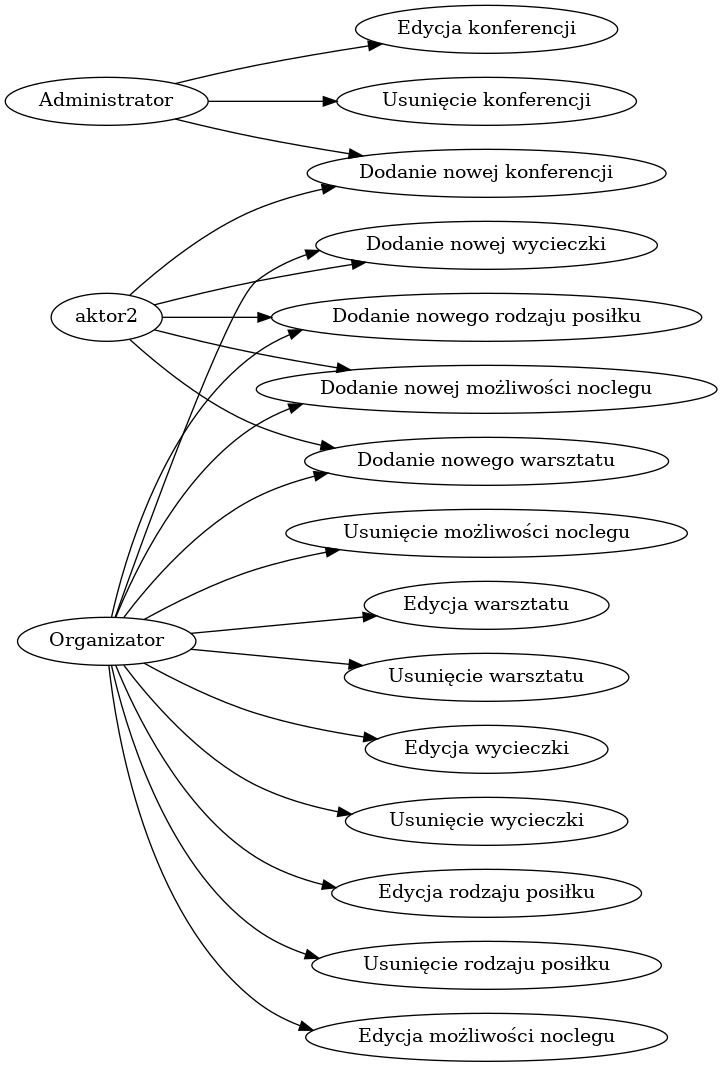 Edycja konferencji
Administrator
Usunięcie konferencji
Dodanie nowej konferencji
Dodanie nowej wycieczki
aktor2
Dodanie nowego rodzaju posiłku
Dodanie nowej możliwości noclegu
Dodanie nowego warsztatu
Usunięcie możliwości noclegu
Edycja warsztatu
Organizator
Usunięcie warsztatu
Edycja wycieczki
Usunięcie wycieczki
Edycja rodzaju posiłku
Usunięcie rodzaju posiłku
Edycja możliwości noclegu